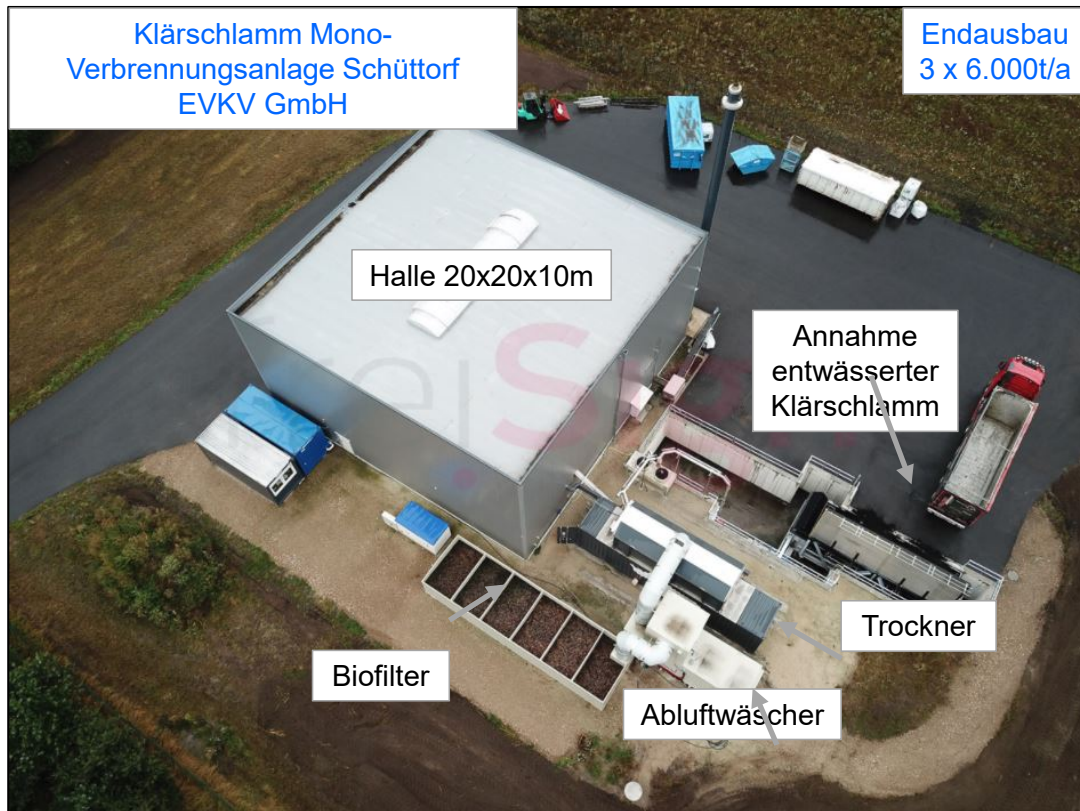 Klärschlamm Mono-
Verbrennungsanlage Schüttorf
EVKV GmbH
Endausbau
3 x 6.000t/a
Halle 20x20x10m
Annahme
entwässerter
Klärschlamm
Trockner
Biofilter
Abluftwäscher